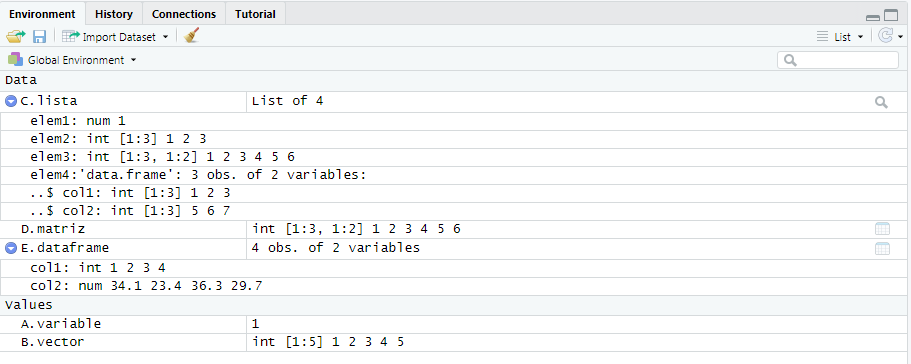 Environment History Connections Tutorial
Import Dataset List
Global Environment
Data
C.lista List of 4
elem1: num 1
elem2: int [1:3] 1 2 3
elem3: int [1:3, 1:2] 1 2 3 4 5 6
elem4:'data.frame': 3 obs. of 2 variables:
..$ col1: int [1:3] 1 2 3
..$ col2: int [1:3] 5 6 7
D.matriz int [1:3, 1:2] 1 2 3 4 5 6
E.dataframe 4 obs. of 2 variables
col1: int 1 2 3 4
col2: num 34.1 23.4 36.3 29.7
Values
A.variable 1
B.vector int [1:5] 1 2 3 4 5